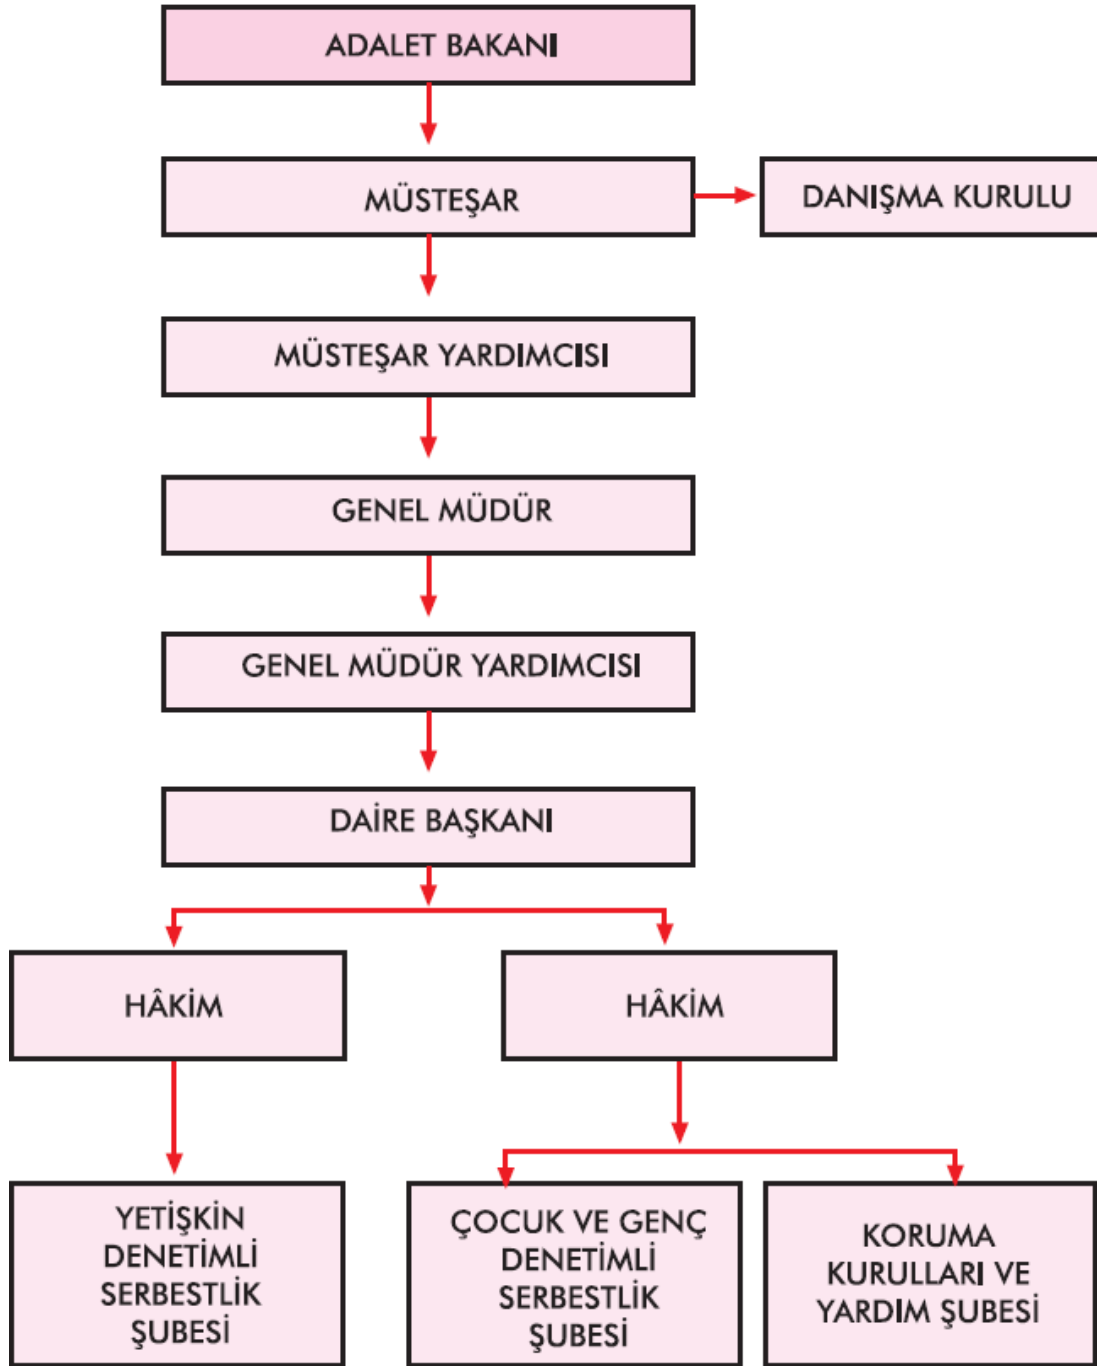 ADALET BAKANI
MÜSTEŞAR
DANIŞMA KURULU
MÜSTEŞAR YARDIMCISI
GENEL MÜDÜR
GENEL MÜDÜR YARDIMCISI
DAİRE BAŞKANI
HÂKİM
HÂKİM
YETİŞKİN
DENETİMLİ
SERBESTLİK
ŞUBESİ
ÇOCUK VE GENÇ
DENETİMLİ
SERBESTLİK
ŞUBESİ
KORUMA
KURULLARI VE
YARDIM ŞUBESİ